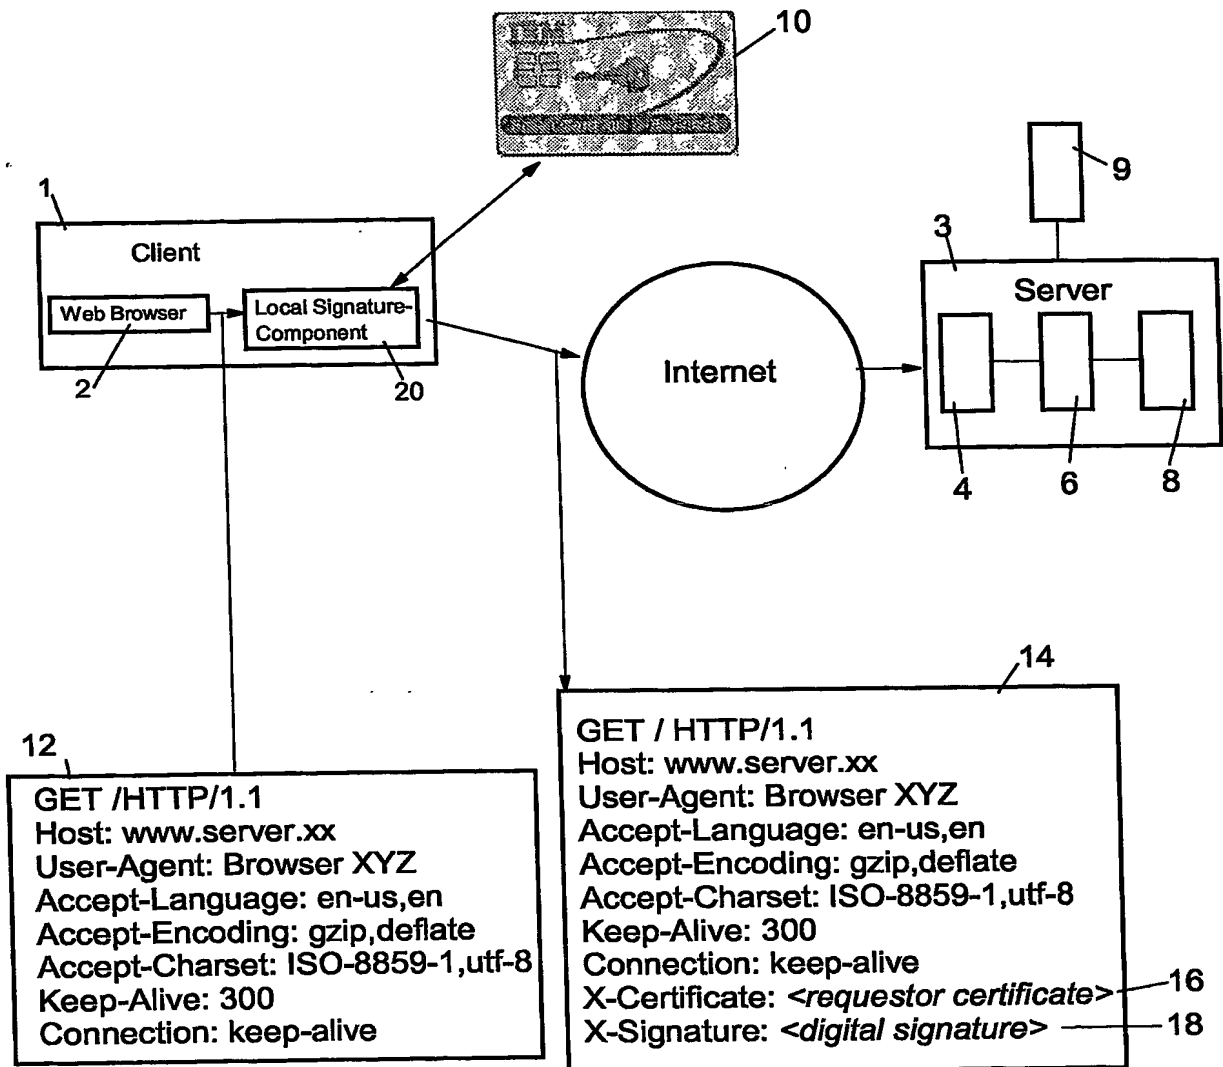 IBM
10
9
1
Client
Web Browser
Local Signature-
Component
2
20
Internet
3
Server
4
6
8
12
GET /HTTP/1.1
Host: www.server.xx
User-Agent: Browser XYZ
Accept-Language: en-us,en
Accept-Encoding: gzip,deflate
Accept-Charset: ISO-8859-1,utf-8
Keep-Alive: 300
Connection: keep-alive
14
GET / HTTP/1.1
Host: www.server.xx
User-Agent: Browser XYZ
Accept-Language: en-us,en
Accept-Encoding: gzip,deflate
Accept-Charset: ISO-8859-1,utf-8
Keep-Alive: 300
Connection: keep-alive
X-Certificate: <requestor certificate>
16
X-Signature: <digital signature>
18